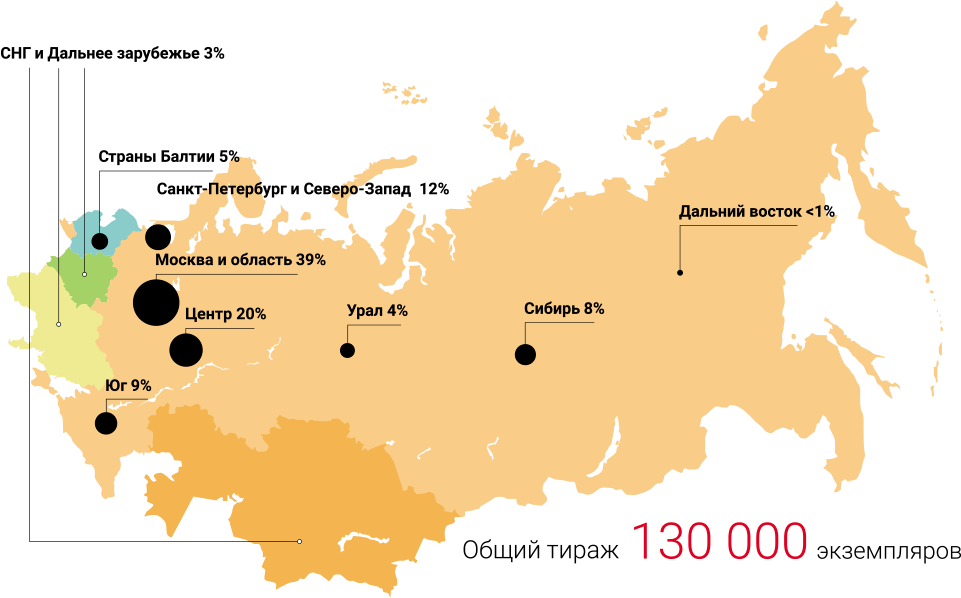 СНГ и Дальнее зарубежье 3%
Страны Балтии 5%
Санкт-Петербург и Северо-Запад 12%
Дальний восток <1%
Москва и область 39%
Центр 20%
Урал 4%
Сибирь 8%
Юг 9%
Общий тираж 130 000 экземпляров